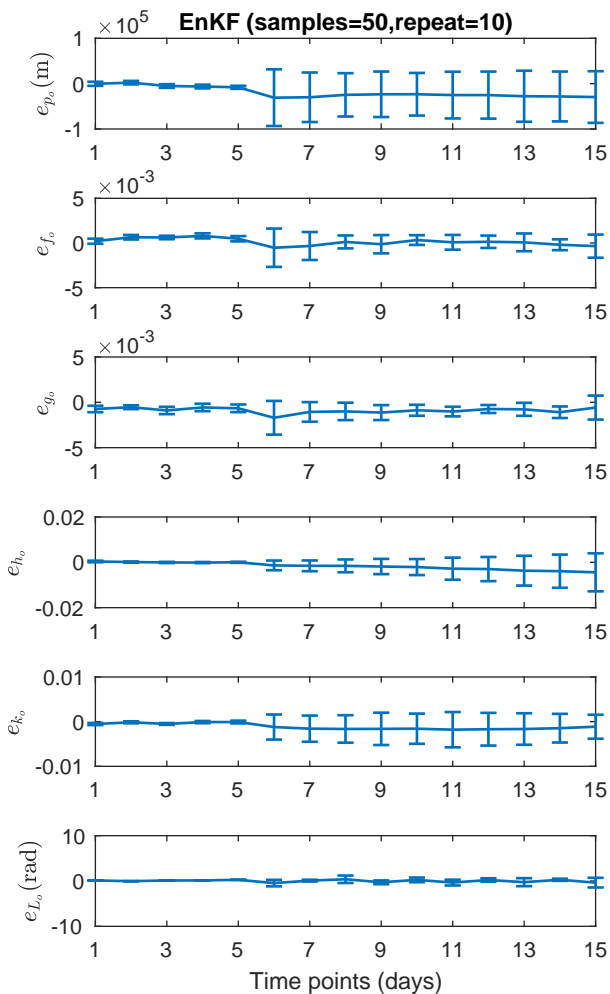 EnKF (samples=50,repeat=10)
×10^5
1
0
-1
e_{p_o}(m)
1 3 5 7 9 11 13 15
×10^-3
5
0
-5
e_{f_o}
1 3 5 7 9 11 13 15
×10^-3
5
0
-5
e_{g_o}
1 3 5 7 9 11 13 15
0.02
0
-0.02
e_{h_o}
1 3 5 7 9 11 13 15
0.01
0
-0.01
e_{k_o}
1 3 5 7 9 11 13 15
10
0
-10
e_{L_o}(rad)
1 3 5 7 9 11 13 15
Time points (days)